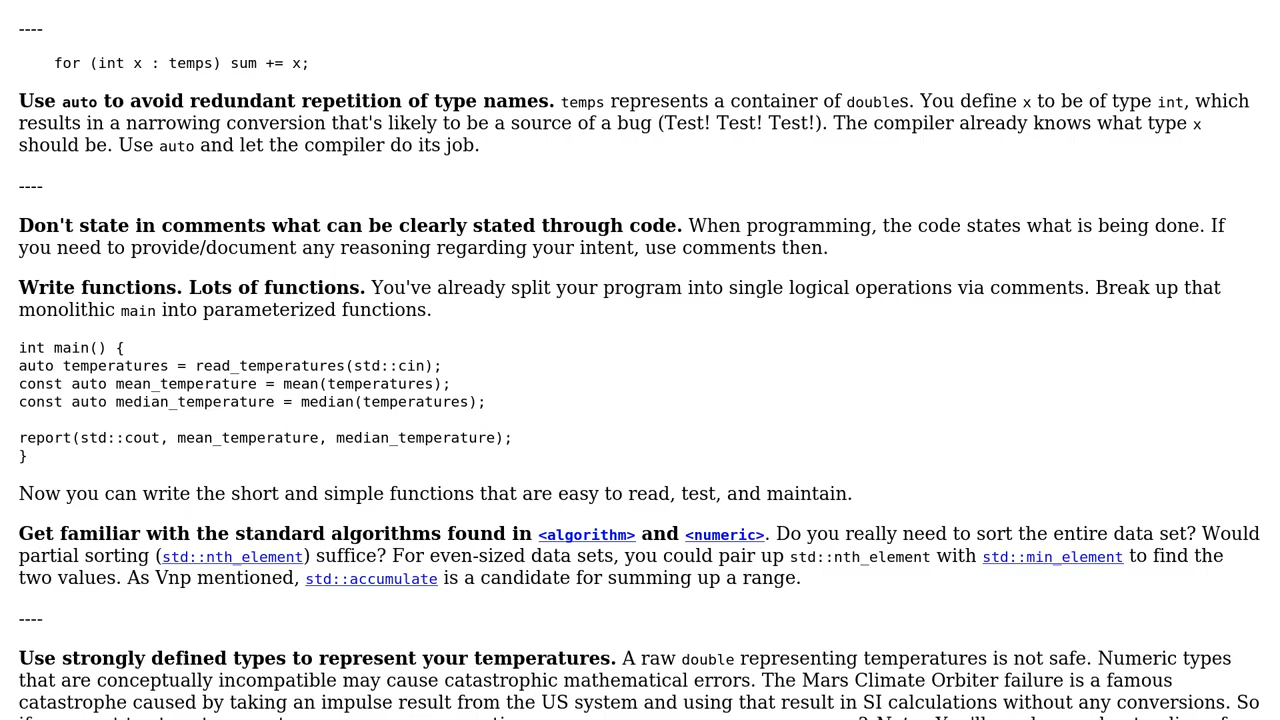 ----
for (int x : temps) sum += x;
Use auto to avoid redundant repetition of type names. temps represents a container of doubles. You define x to be of type int, which
results in a narrowing conversion that's likely to be a source of a bug (Test! Test! Test!). The compiler already knows what type x
should be. Use auto and let the compiler do its job.
----
Don't state in comments what can be clearly stated through code. When programming, the code states what is being done. If
you need to provide/document any reasoning regarding your intent, use comments then.
Write functions. Lots of functions. You've already split your program into single logical operations via comments. Break up that
monolithic main into parameterized functions.
int main() {
auto temperatures = read_temperatures(std::cin);
const auto mean_temperature = mean(temperatures);
const auto median_temperature = median(temperatures);
report(std::cout, mean_temperature, median_temperature);
}
Now you can write the short and simple functions that are easy to read, test, and maintain.
Get familiar with the standard algorithms found in <algorithm> and <numeric>. Do you really need to sort the entire data set? Would
partial sorting (std::nth_element) suffice? For even-sized data sets, you could pair up std::nth_element with std::min_element to find the
two values. As Vnp mentioned, std::accumulate is a candidate for summing up a range.
----
Use strongly defined types to represent your temperatures. A raw double representing temperatures is not safe. Numeric types
that are conceptually incompatible may cause catastrophic mathematical errors. The Mars Climate Orbiter failure is a famous
catastrophe caused by taking an impulse result from the US system and using that result in SI calculations without any conversions. So